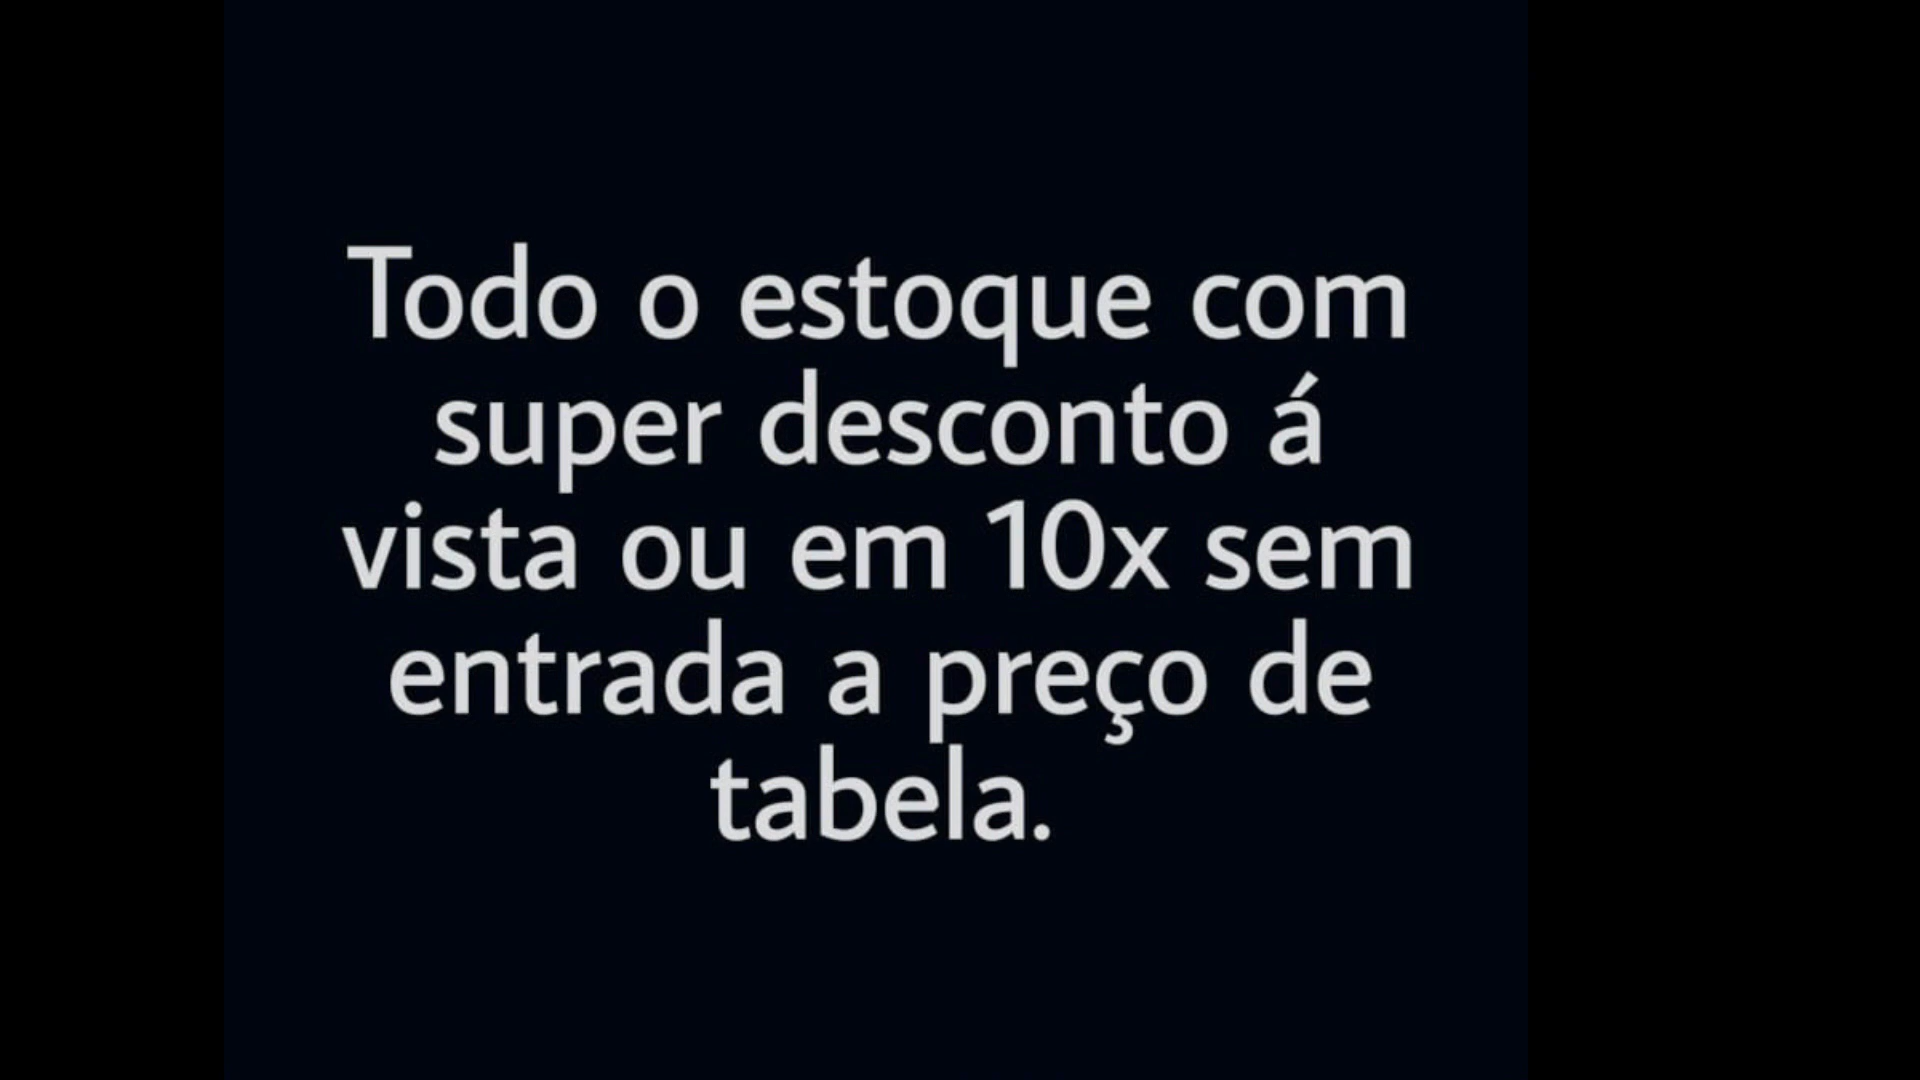 Todo o estoque com
super desconto á
vista ou em 10x sem
entrada a preço de
tabela.